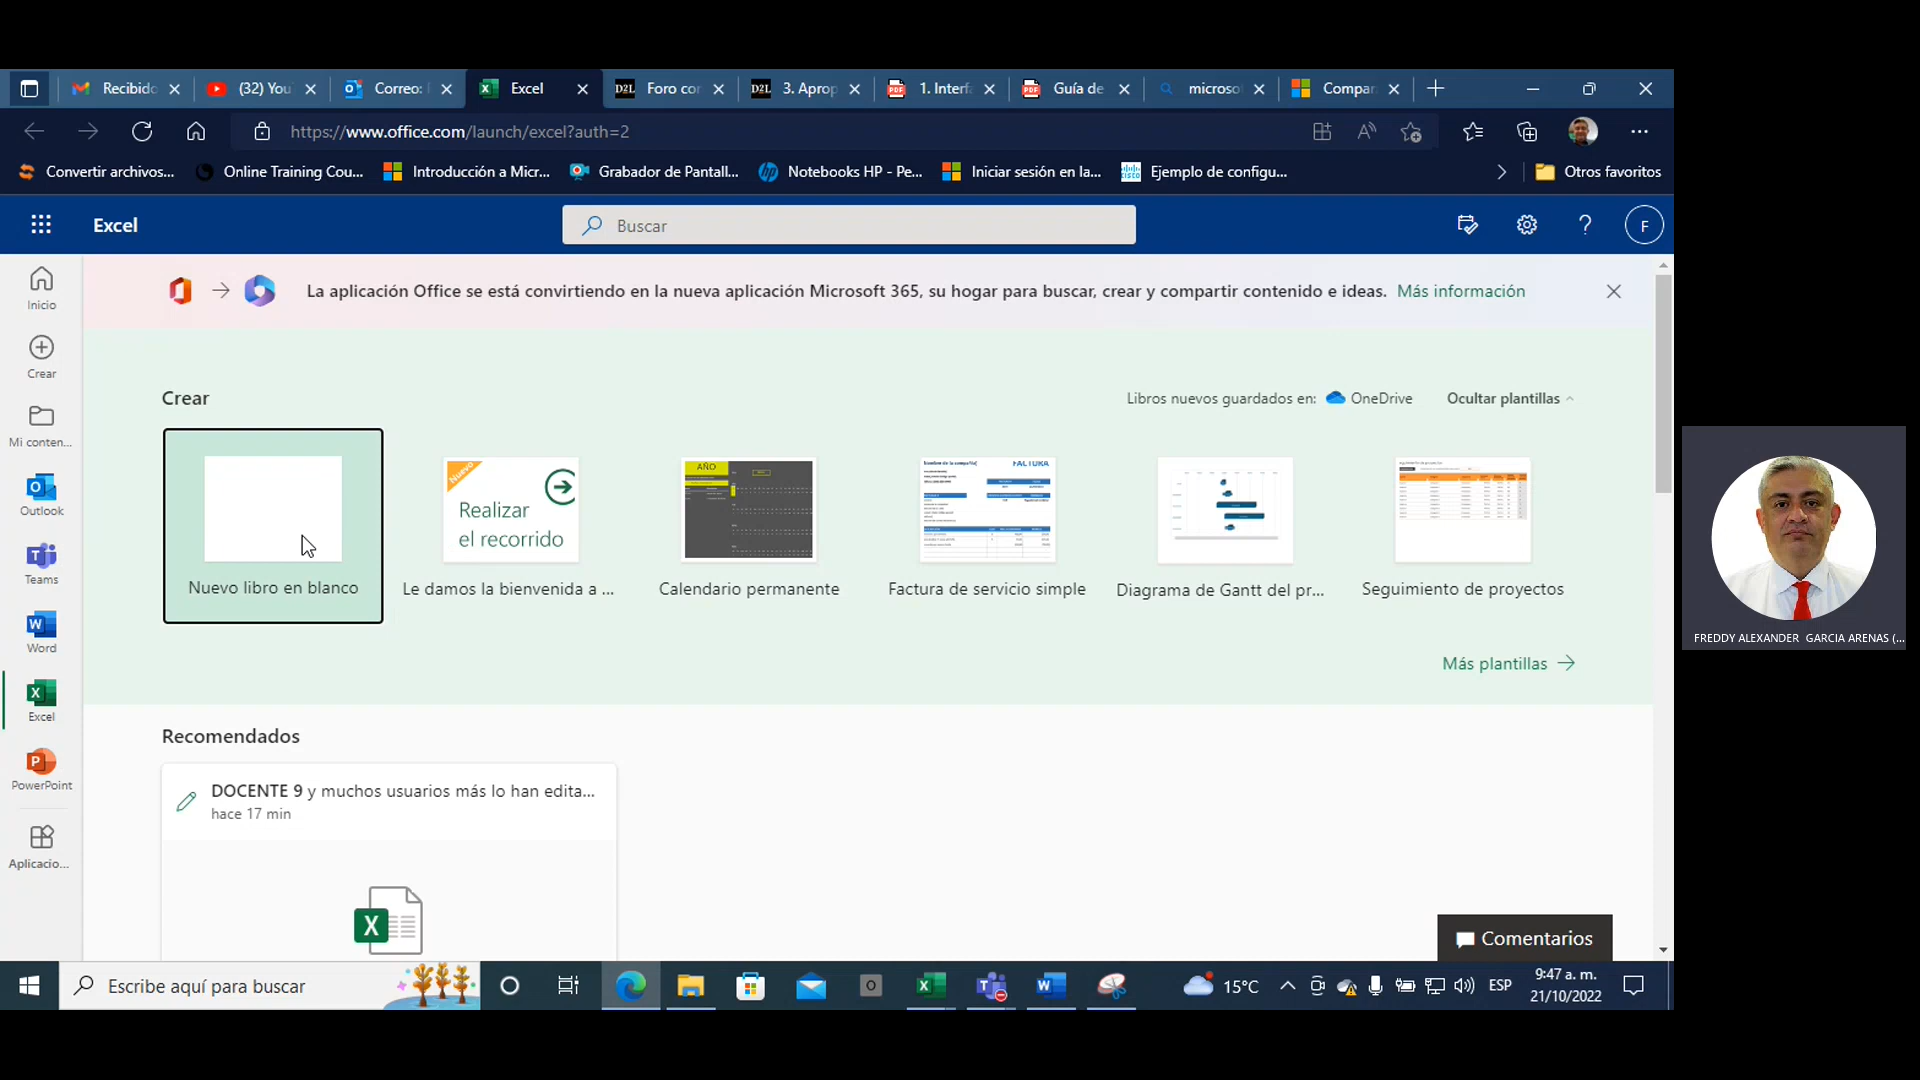 Recibido
(32) You
Correo:
Excel
Foro cor
3. Aprop
1. Interfa
Guía de
microso
Compar
https://www.office.com/launch/excel?auth=2
Convertir archivos...
Online Training Cou...
Introducción a Micr...
Grabador de Pantall...
Notebooks HP - Pe...
Iniciar sesión en la...
Ejemplo de configu...
Otros favoritos
Excel
Buscar
F
La aplicación Office se está convirtiendo en la nueva aplicación Microsoft 365, su hogar para buscar, crear y compartir contenido e ideas. Más información
Inicio
Crear
Mi conten...
Outlook
Teams
Word
Excel
PowerPoint
Aplicacio...
Crear
Libros nuevos guardados en: OneDrive
Ocultar plantillas
Nuevo
Realizar
el recorrido
AÑO
FACTURA
Nuevo libro en blanco
Le damos la bienvenida a ...
Calendario permanente
Factura de servicio simple
Diagrama de Gantt del pr...
Seguimiento de proyectos
Más plantillas
Recomendados
DOCENTE 9 y muchos usuarios más lo han edita...
hace 17 min
Comentarios
FREDDY ALEXANDER GARCIA ARENAS (...
Escribe aquí para buscar
15°C
ESP
9:47 a. m.
21/10/2022